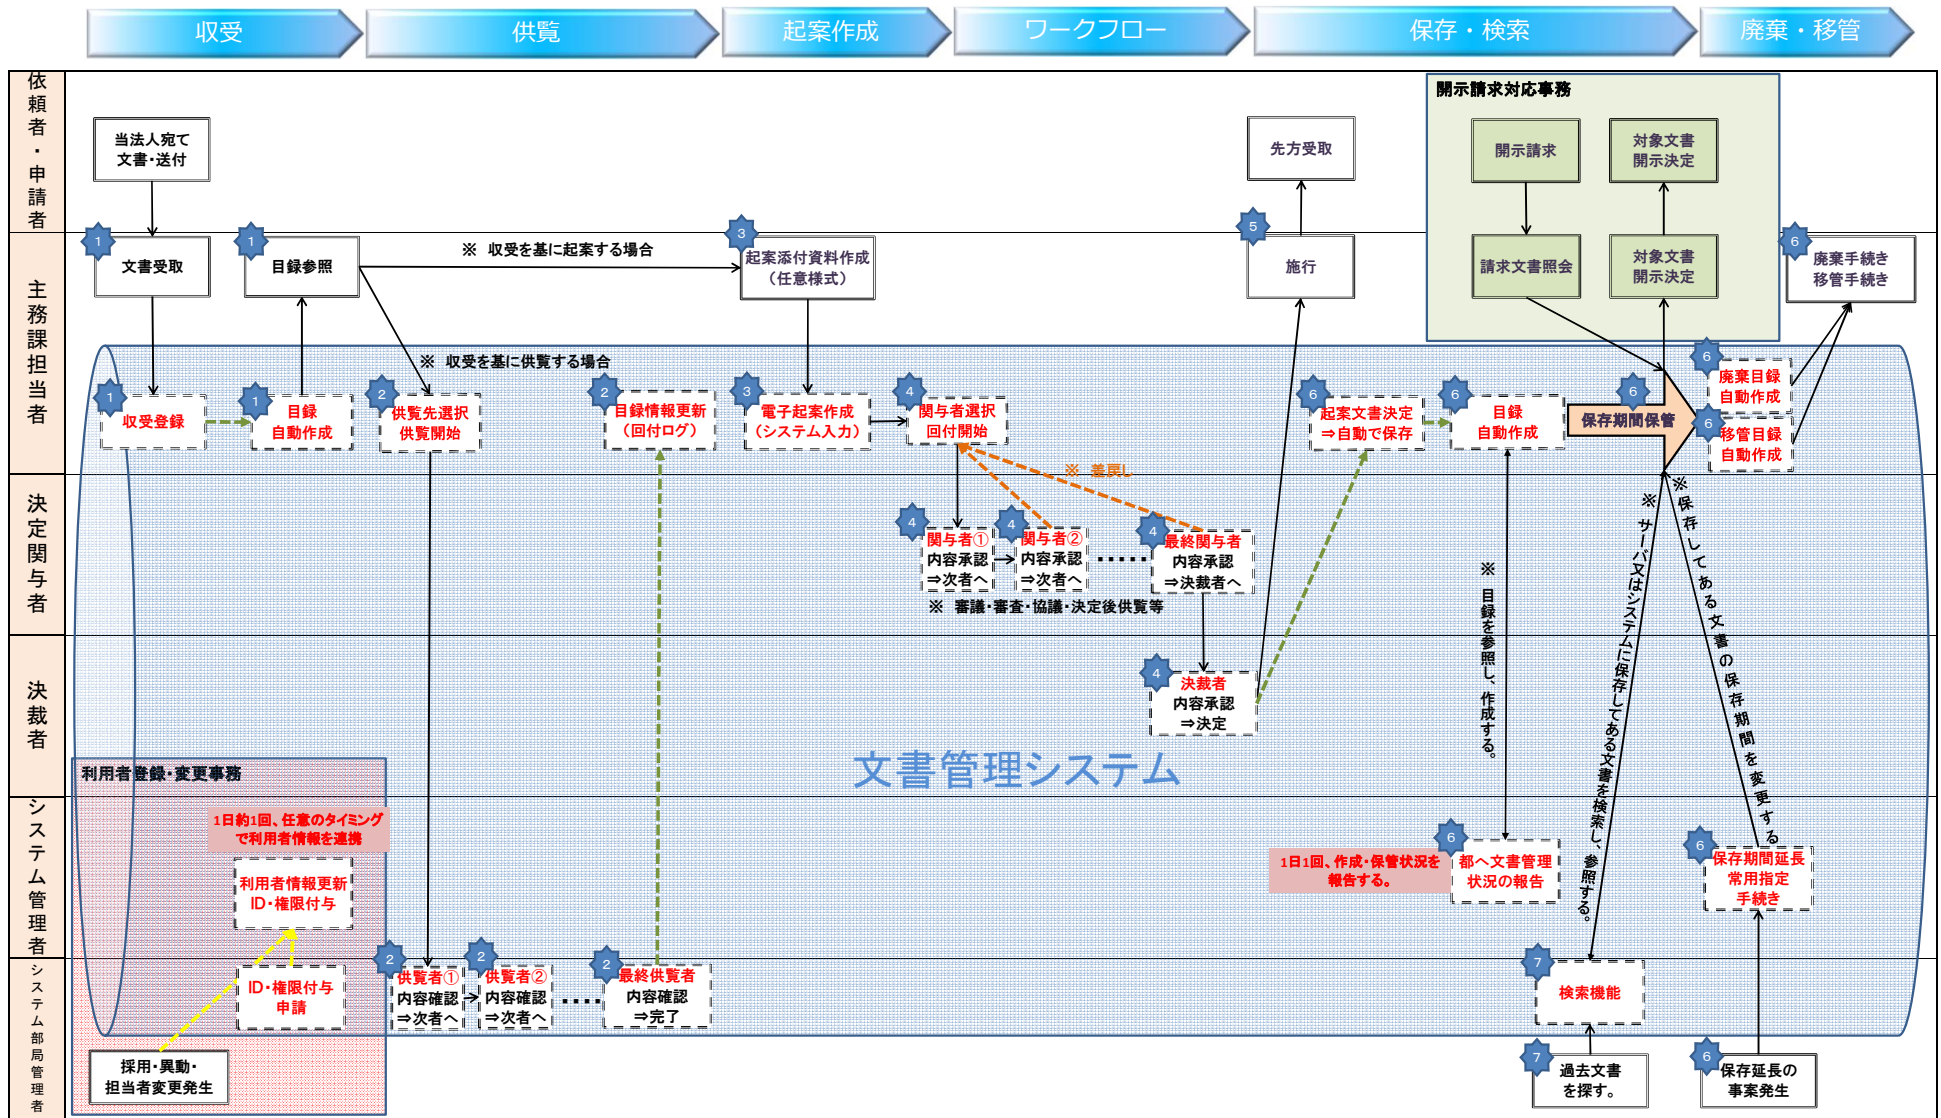 収受
供覧
起案作成
ワークフロー
保存・検索
廃棄・移管
依頼者・申請者
当法人宛て
文書・送付
先方受取
開示請求対応事務
開示請求
対象文書
開示決定
主務課担当者
1
文書受取
1
目録参照
※ 収受を基に起案する場合
3
起案添付資料作成
(任意様式)
5
施行
請求文書照会
対象文書
開示決定
6
廃棄手続き
移管手続き
※ 収受を基に供覧する場合
1
収受登録
1
目録
自動作成
2
供覧先選択
供覧開始
2
目録情報更新
(回付ログ)
3
電子起案作成
(システム入力)
4
関与者選択
回付開始
6
起案文書決定
⇒自動で保存
6
目録
自動作成
6
保存期間保管
6
廃棄目録
自動作成
6
移管目録
自動作成
※ 差戻し
決定関与者
4
関与者①
内容承認
⇒次者へ
4
関与者②
内容承認
⇒次者へ
・・・・・
4
最終関与者
内容承認
⇒決裁者へ
※ 審議・審査・協議・決定後供覧等
※ 目録を参照し、作成する。
※ サーバ又はシステムに保存してある文書を検索し、参照する。
※保存してある文書の保存期間を変更する
決裁者
4
決裁者
内容承認
⇒決定
文書管理システム
利用者登録・変更事務
システム管理者
1日約1回、任意のタイミング
で利用者情報を連携
利用者情報更新
ID・権限付与
1日1回、作成・保管状況を
報告する。
6
都へ文書管理
状況の報告
6
保存期間延長
常用指定
手続き
システム部局管理者
ID・権限付与
申請
2
供覧者①
内容確認
⇒次者へ
2
供覧者②
内容確認
⇒次者へ
・・・・
2
最終供覧者
内容確認
⇒完了
7
検索機能
採用・異動・
担当者変更発生
7
過去文書
を探す。
6
保存延長の
事案発生